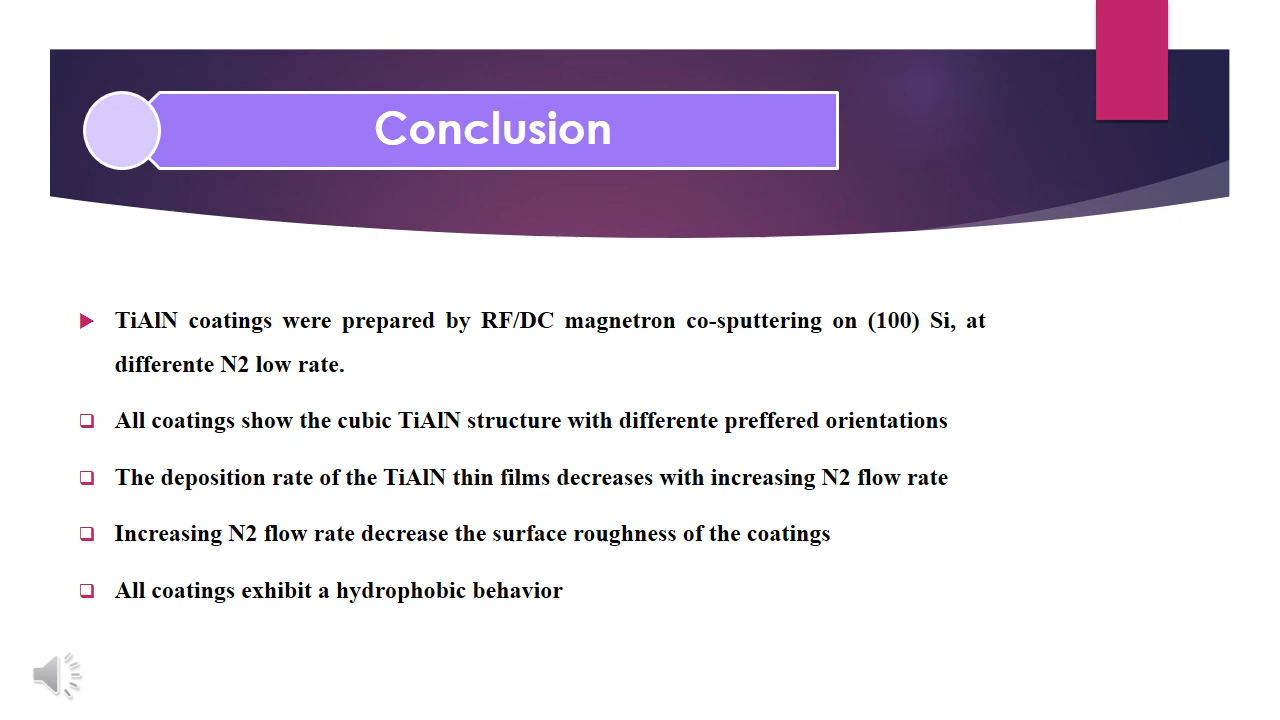 Conclusion
TiAlN coatings were prepared by RF/DC magnetron co-sputtering on (100) Si, at
differente N2 low rate.
All coatings show the cubic TiAlN structure with differente preffered orientations
The deposition rate of the TiAlN thin films decreases with increasing N2 flow rate
Increasing N2 flow rate decrease the surface roughness of the coatings
All coatings exhibit a hydrophobic behavior